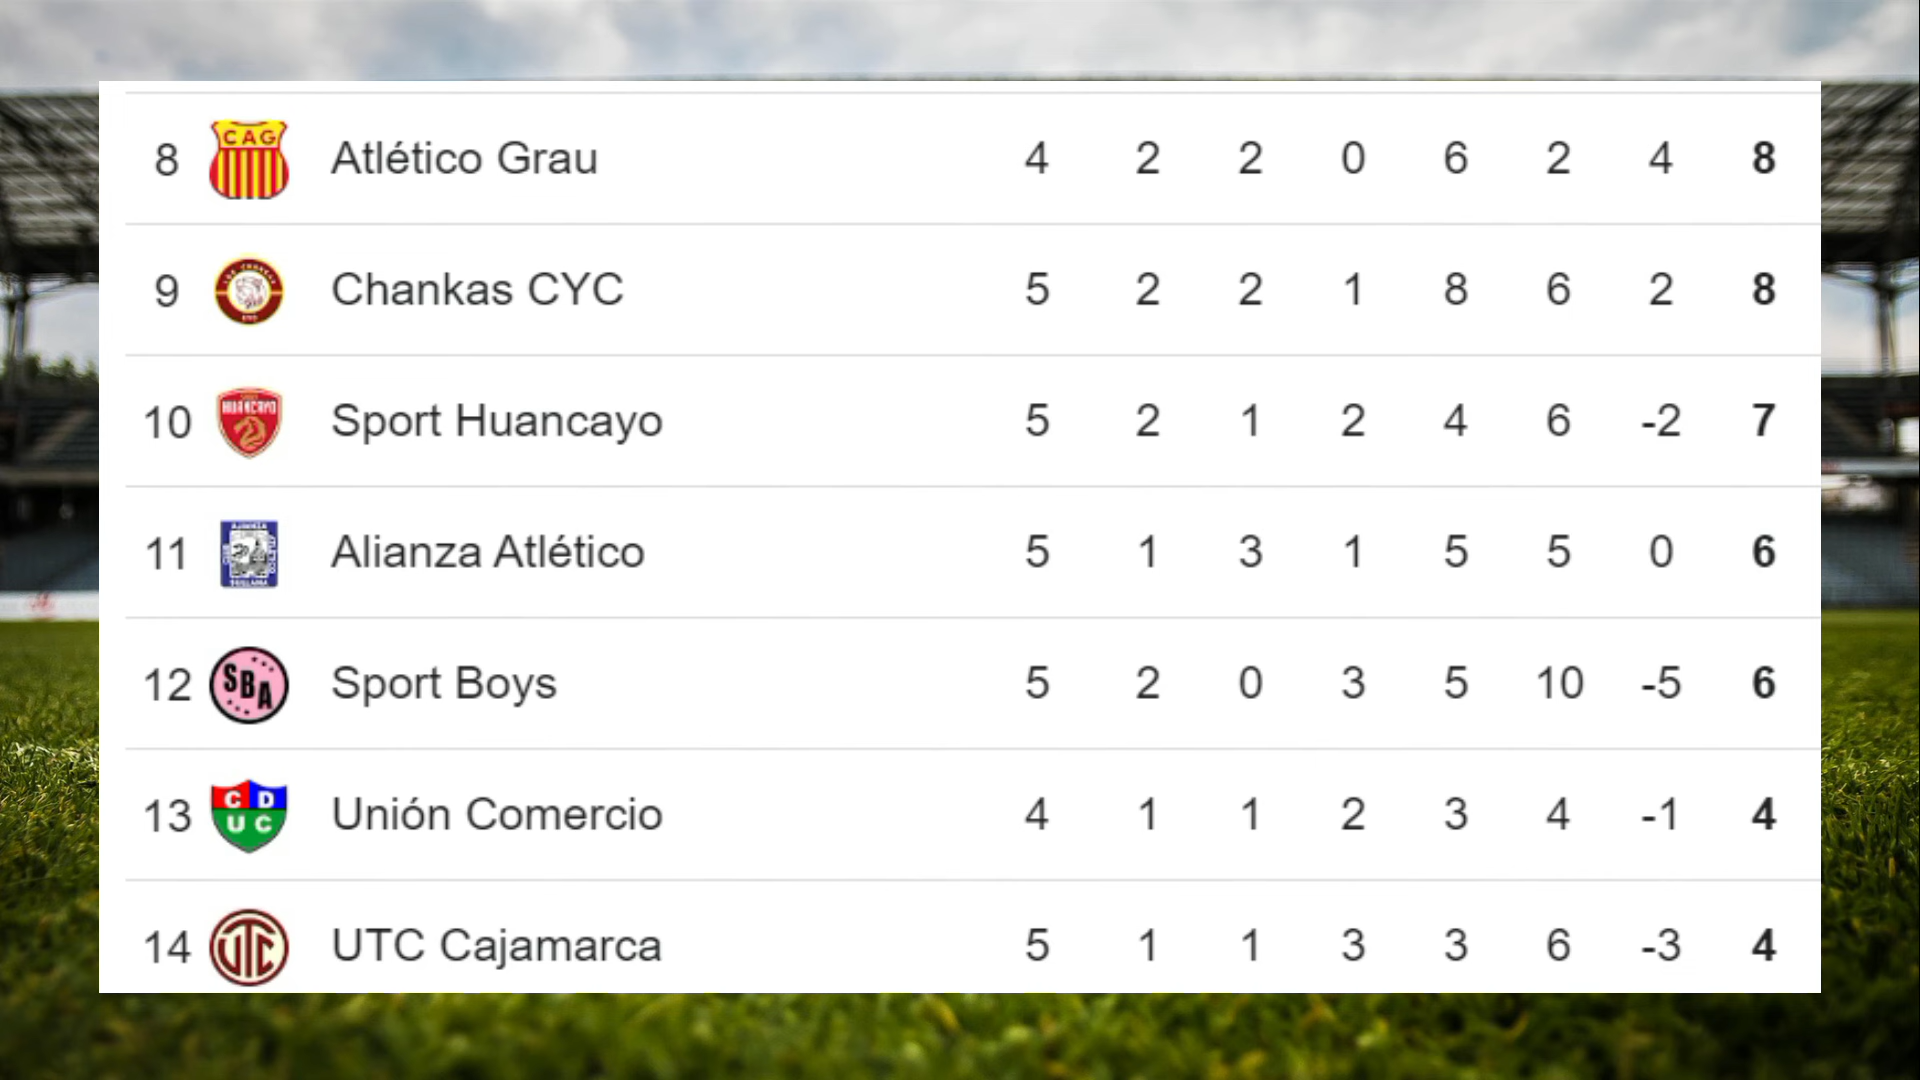 8 CAG Atlético Grau 4 2 2 0 6 2 4 8
9 Chankas CYC 5 2 2 1 8 6 2 8
10 HUANCAYO Sport Huancayo 5 2 1 2 4 6 -2 7
11 Alianza Atlético 5 1 3 1 5 5 0 6
12 SBA Sport Boys 5 2 0 3 5 10 -5 6
13 CD UC Unión Comercio 4 1 1 2 3 4 -1 4
14 UTC UTC Cajamarca 5 1 1 3 3 6 -3 4